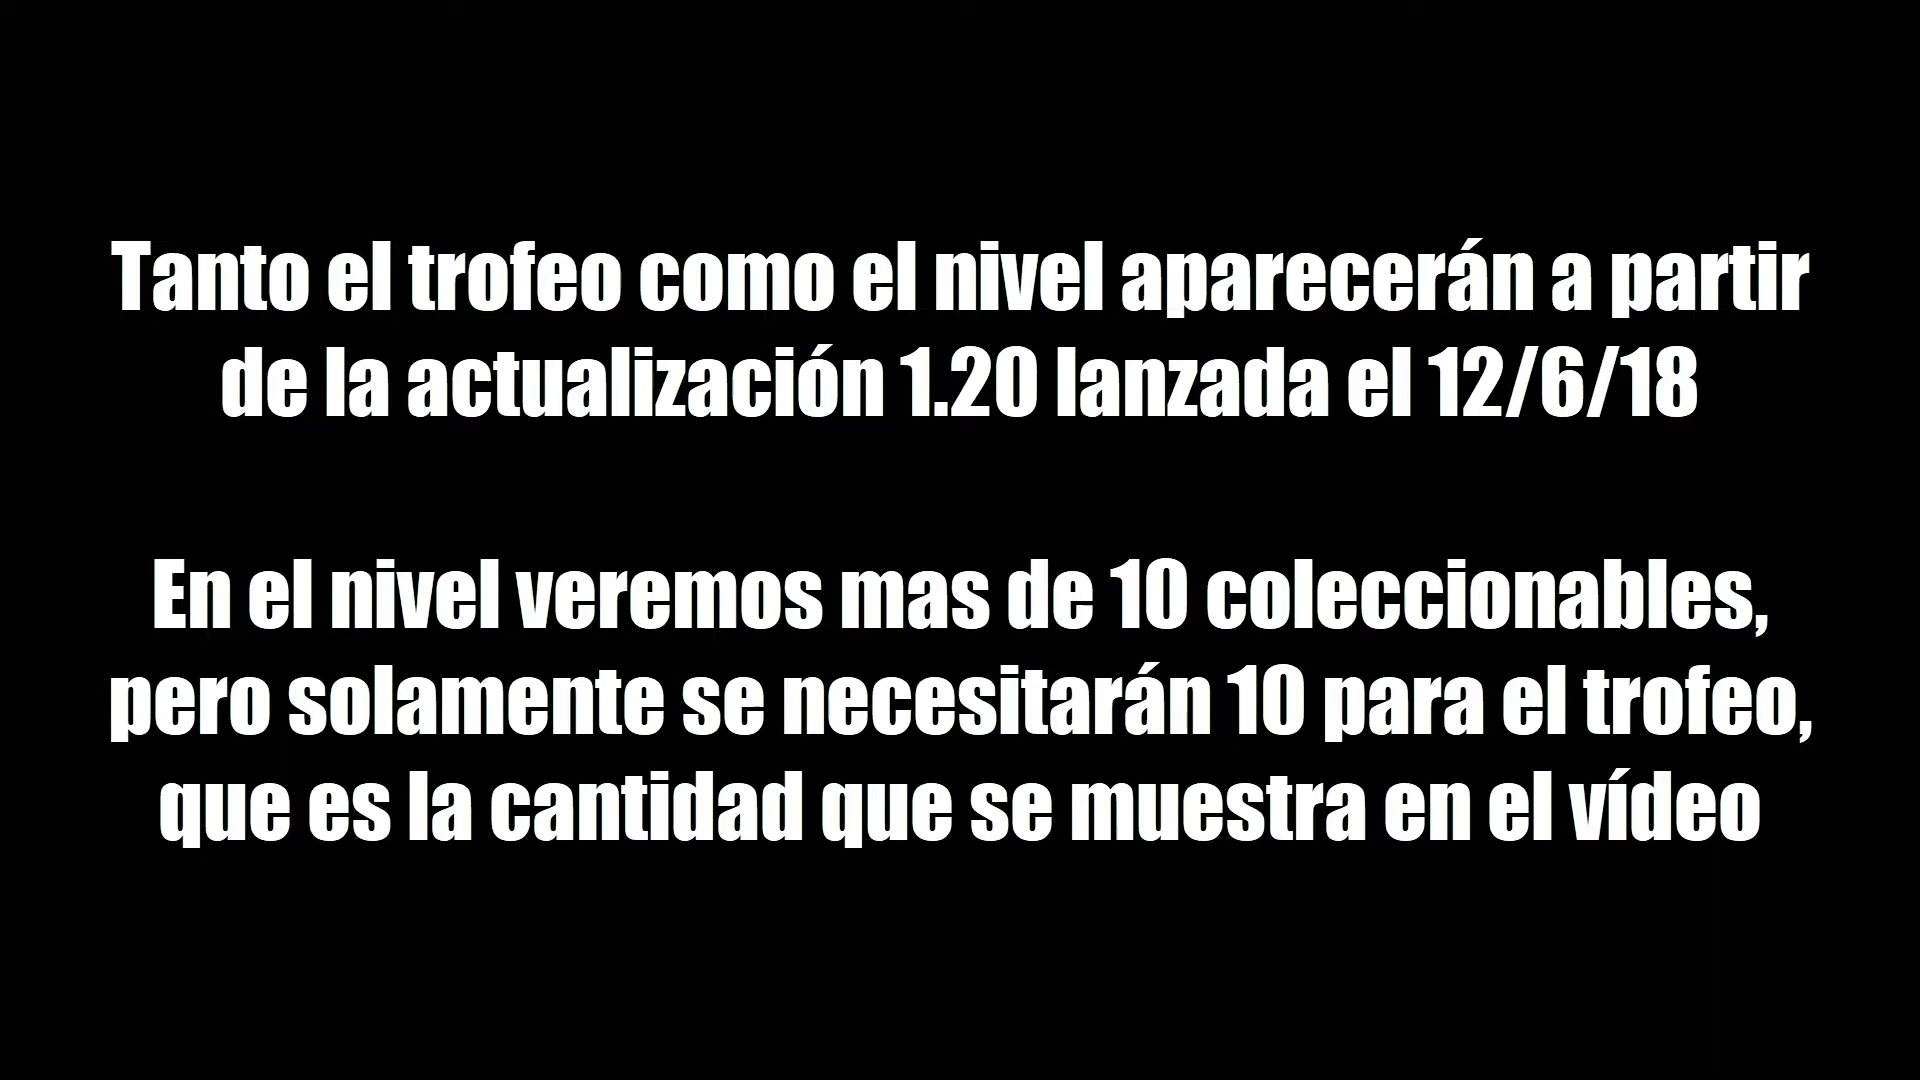 Tanto el trofeo como el nivel aparecerán a partir
de la actualización 1.20 lanzada el 12/6/18
En el nivel veremos mas de 10 coleccionables,
pero solamente se necesitarán 10 para el trofeo,
que es la cantidad que se muestra en el vídeo